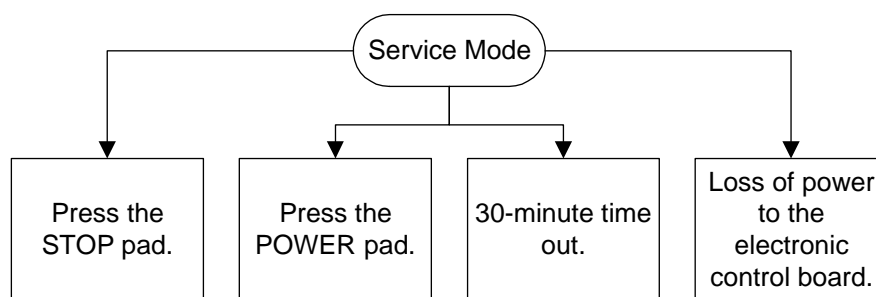 Service Mode
Press the
STOP pad.
Press the
POWER pad.
30-minute time
out.
Loss of power
to the
electronic
control board.